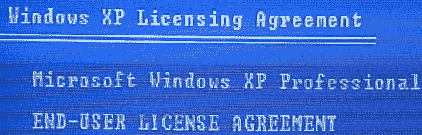 Windows XP Licensing Agreement
Microsoft Windows XP Professional
END-USER LICENSE AGREEMENT